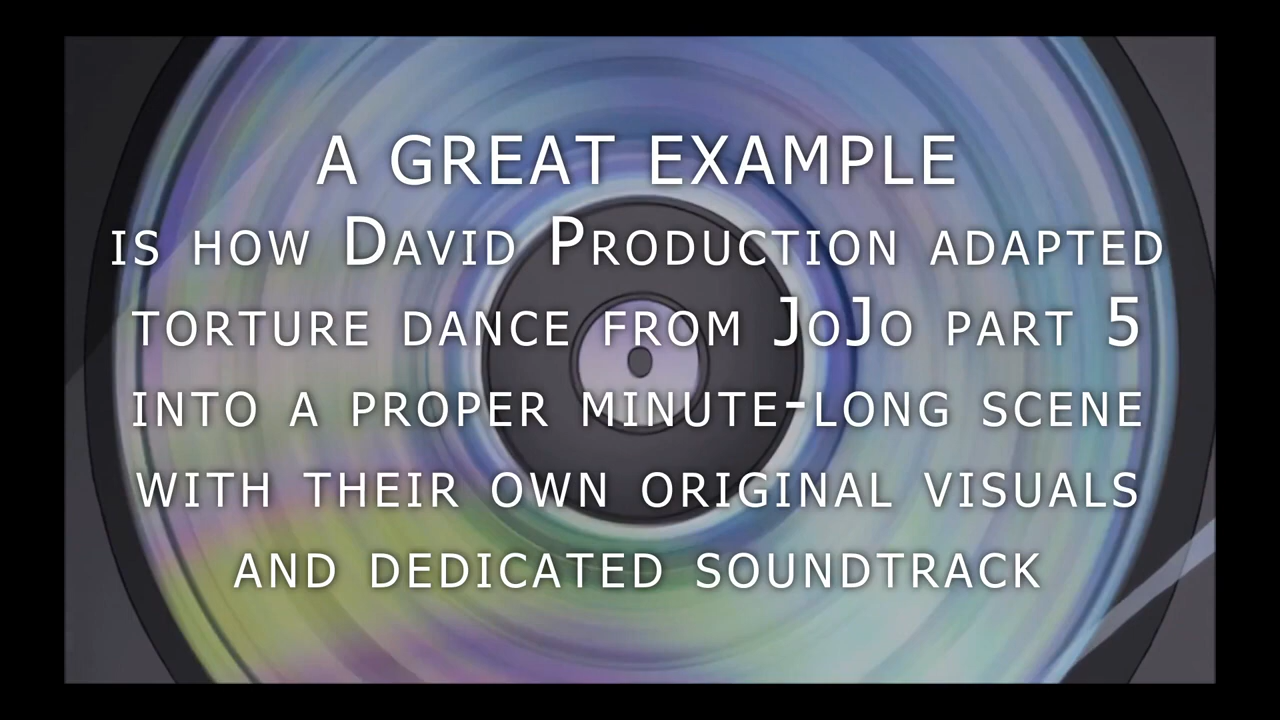 A GREAT EXAMPLE
IS HOW DAVID PRODUCTION ADAPTED
TORTURE DANCE FROM JOJO PART 5
INTO A PROPER MINUTE-LONG SCENE
WITH THEIR OWN ORIGINAL VISUALS
AND DEDICATED SOUNDTRACK